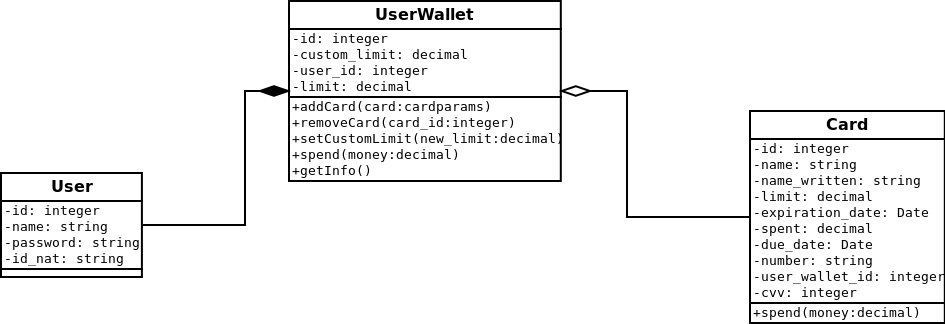 UserWallet
-id: integer
-custom_limit: decimal
-user_id: integer
-limit: decimal
+addCard(card:cardparams)
+removeCard(card_id:integer)
+setCustomLimit(new_limit:decimal)
+spend(money:decimal)
+getInfo()
User
-id: integer
-name: string
-password: string
-id_nat: string
Card
-id: integer
-name: string
-name_written: string
-limit: decimal
-expiration_date: Date
-spent: decimal
-due_date: Date
-number: string
-user_wallet_id: integer
-cvv: integer
+spend(money:decimal)